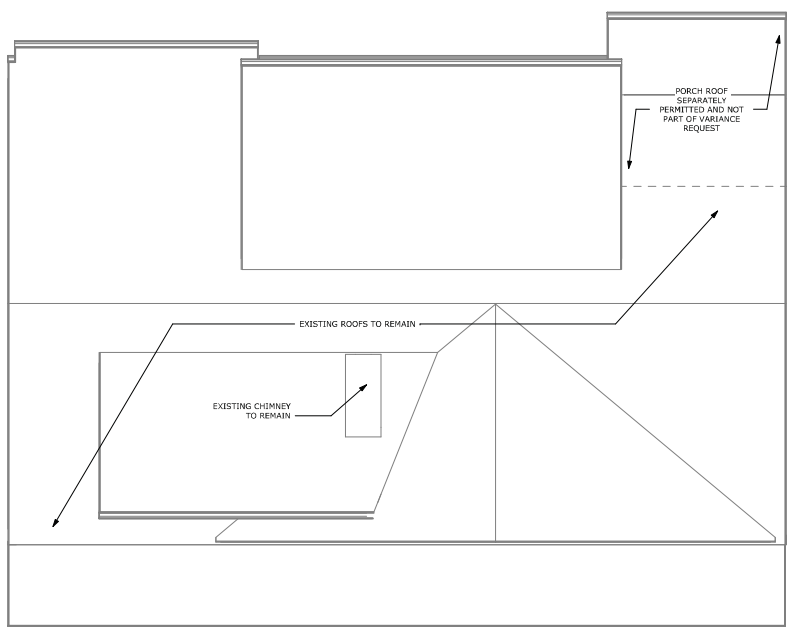 PORCH ROOF
SEPARATELY
PERMITTED AND NOT
PART OF VARIANCE
REQUEST
EXISTING ROOFS TO REMAIN
EXISTING CHIMNEY
TO REMAIN